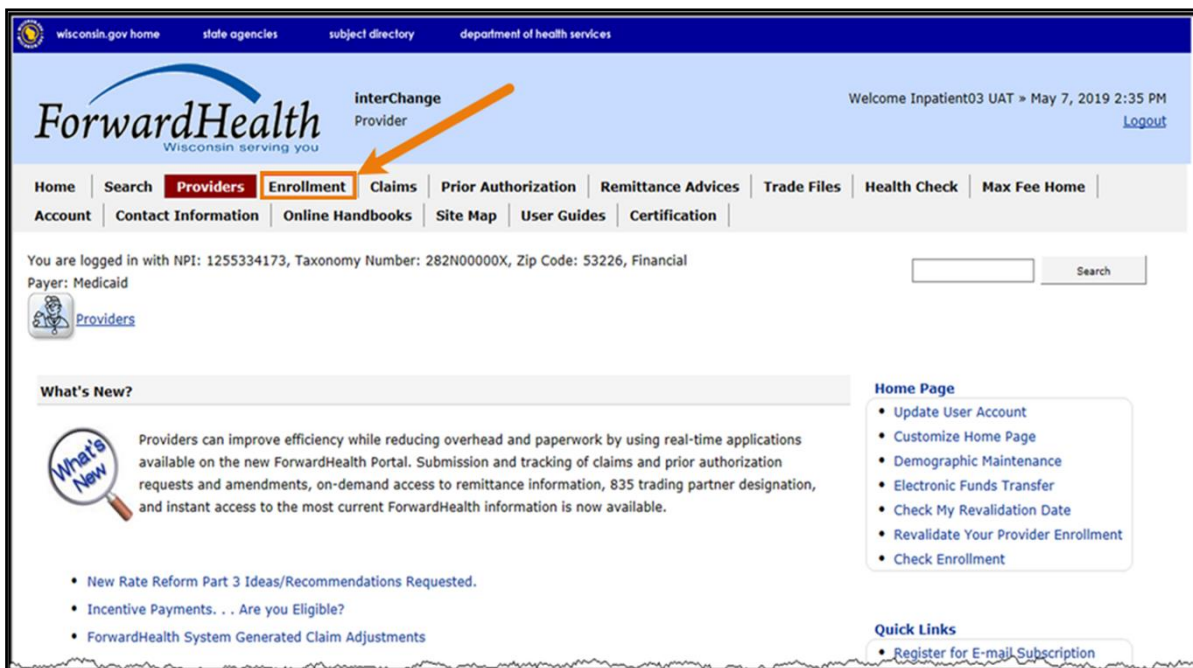 wisconsin.gov home state agencies subject directory department of health services
ForwardHealth
Wisconsin serving you
interChange
Provider
Welcome Inpatient03 UAT » May 7, 2019 2:35 PM
Logout
Home Search Providers Enrollment Claims Prior Authorization Remittance Advices Trade Files Health Check Max Fee Home
Account Contact Information Online Handbooks Site Map User Guides Certification
You are logged in with NPI: 1255334173, Taxonomy Number: 282N00000X, Zip Code: 53226, Financial
Payer: Medicaid
Search
Providers
What's New?
What's
New
Providers can improve efficiency while reducing overhead and paperwork by using real-time applications
available on the new ForwardHealth Portal. Submission and tracking of claims and prior authorization
requests and amendments, on-demand access to remittance information, 835 trading partner designation,
and instant access to the most current ForwardHealth information is now available.
• New Rate Reform Part 3 Ideas/Recommendations Requested.
• Incentive Payments. . . Are you Eligible?
• ForwardHealth System Generated Claim Adjustments
Home Page
• Update User Account
• Customize Home Page
• Demographic Maintenance
• Electronic Funds Transfer
• Check My Revalidation Date
• Revalidate Your Provider Enrollment
• Check Enrollment
Quick Links
• Register for E-mail Subscription